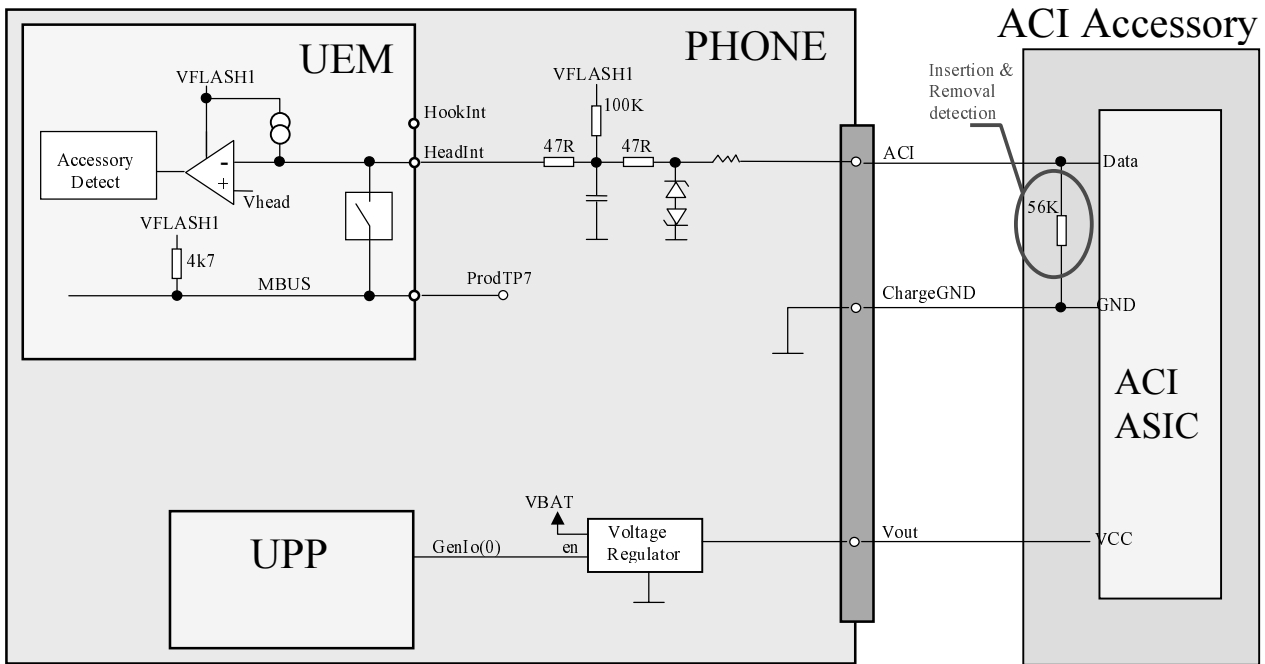 ACI Accessory
UEM
PHONE
VFLASH1
HookInt
HeadInt
Accessory
Detect
-
+
Vhead
VFLASH1
4k7
MBUS
ProdTP7
VFLASH1
100K
47R
47R
Insertion &
Removal
detection
ACI
Data
56K
ChargeGND
GND
ACI
ASIC
UPP
GenIo(0)
VBAT
en
Voltage
Regulator
Vout
VCC